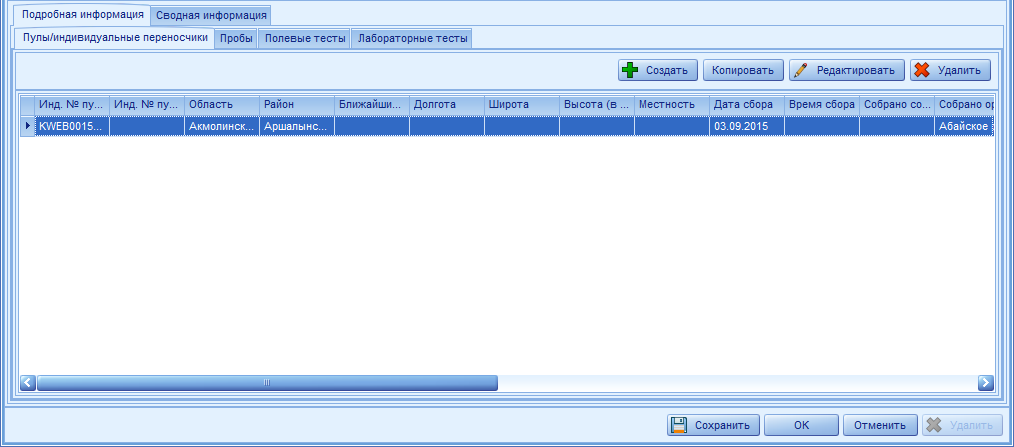 Подробная информация Сводная информация
Пулы/индивидуальные переносчики Пробы Полевые тесты Лабораторные тесты
Создать Копировать Редактировать Удалить
Инд. № пу... Инд. № пу... Область Район Ближайши... Долгота Широта Высота (в ... Местность Дата сбора Время сбора Собрано со... Собрано ор
KWEB0015... Акмолинск... Аршалынс... 03.09.2015 Абайское
Сохранить OK Отменить Удалить